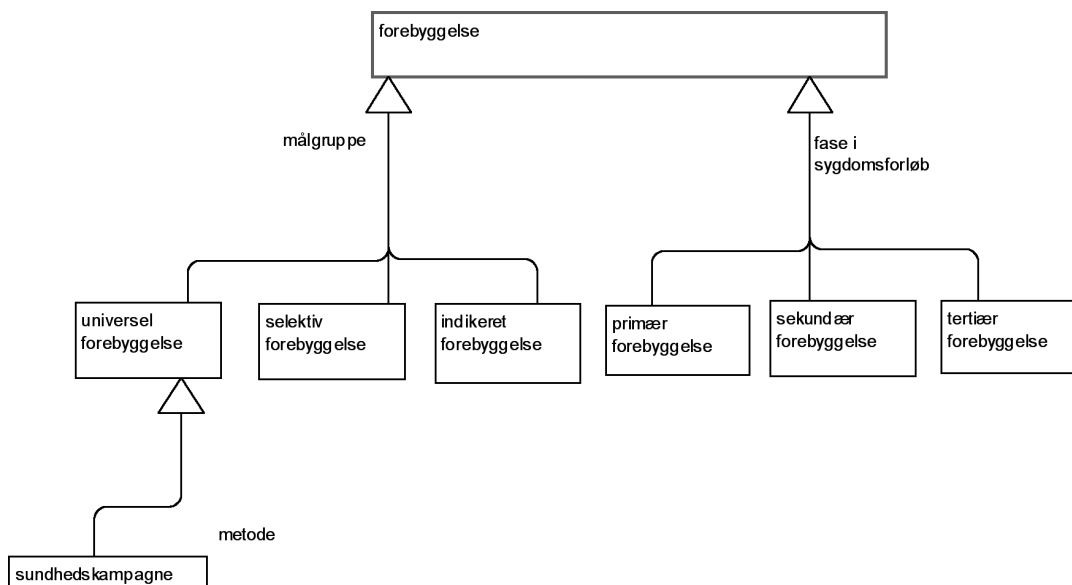 forebyggelse
målgruppe
fase i
sygdomsforløb
universel
forebyggelse
selektiv
forebyggelse
indikeret
forebyggelse
primær
forebyggelse
sekundær
forebyggelse
tertiær
forebyggelse
metode
sundhedskampagne